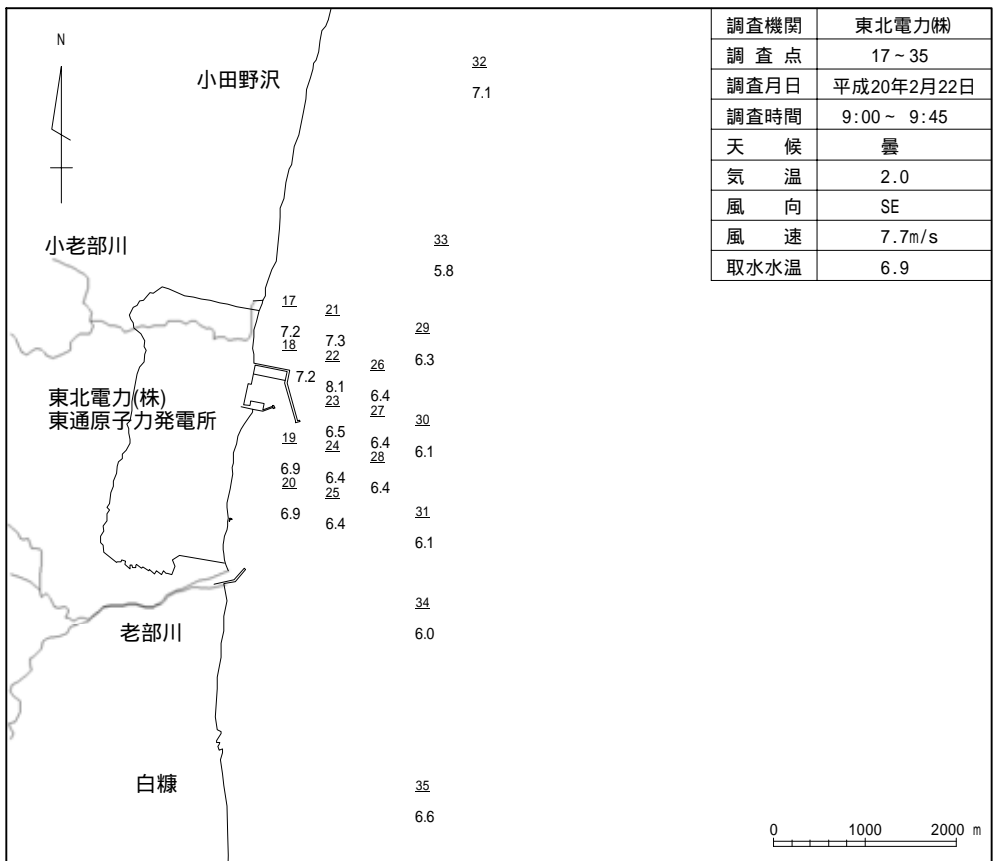 調査機関 東北電力㈱
調査点 17～35
調査月日 平成20年2月22日
調査時間 9:00～ 9:45
天候 曇
気温 2.0
風向 SE
風速 7.7m/s
取水水温 6.9
N
小田野沢
32
7.1
小老部川
33
5.8
17
7.2
21
7.3
29
6.3
18
7.2
22
8.1
26
6.4
東北電力(株)
東通原子力発電所
23
6.5
27
6.4
30
6.1
19
6.9
24
6.4
28
6.4
20
6.9
25
6.4
31
6.1
34
6.0
老部川
白糠
35
6.6
0 1000 2000 m